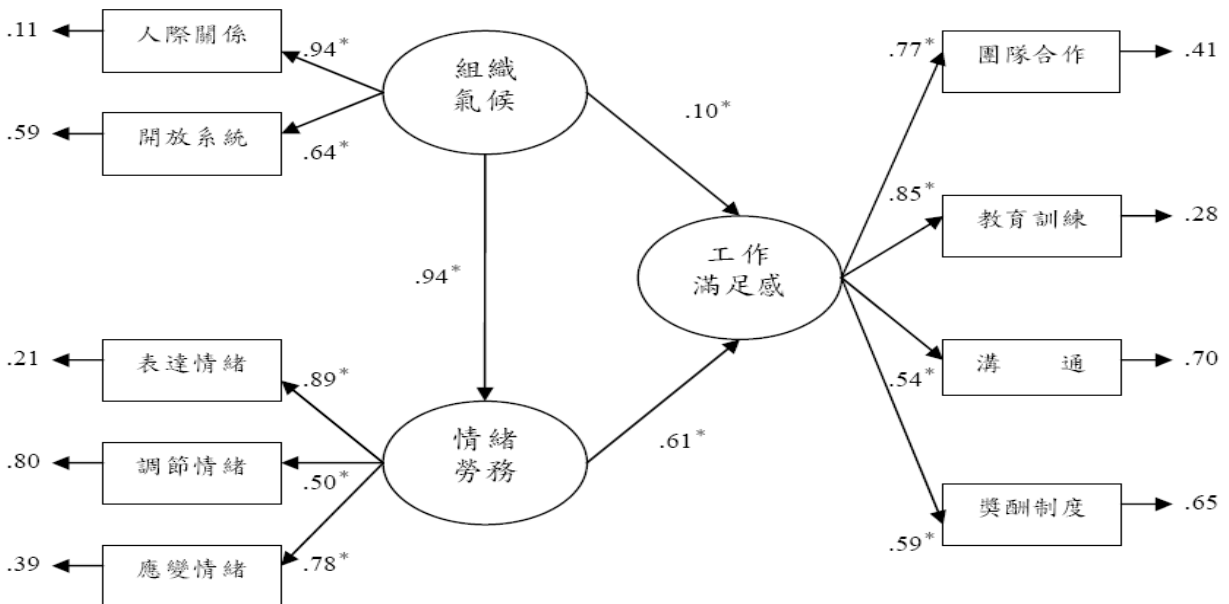 .11
人際關係
.94*
組織
氣候
.77*
團隊合作
.41
.10*
.59
開放系統
.64*
.85*
教育訓練
.28
工作
滿足感
.94*
.21
表達情緒
.89*
.54*
溝 通
.70
情緒
勞務
.61*
.80
調節情緒
.50*
獎酬制度
.65
.59*
.39
應變情緒
.78*